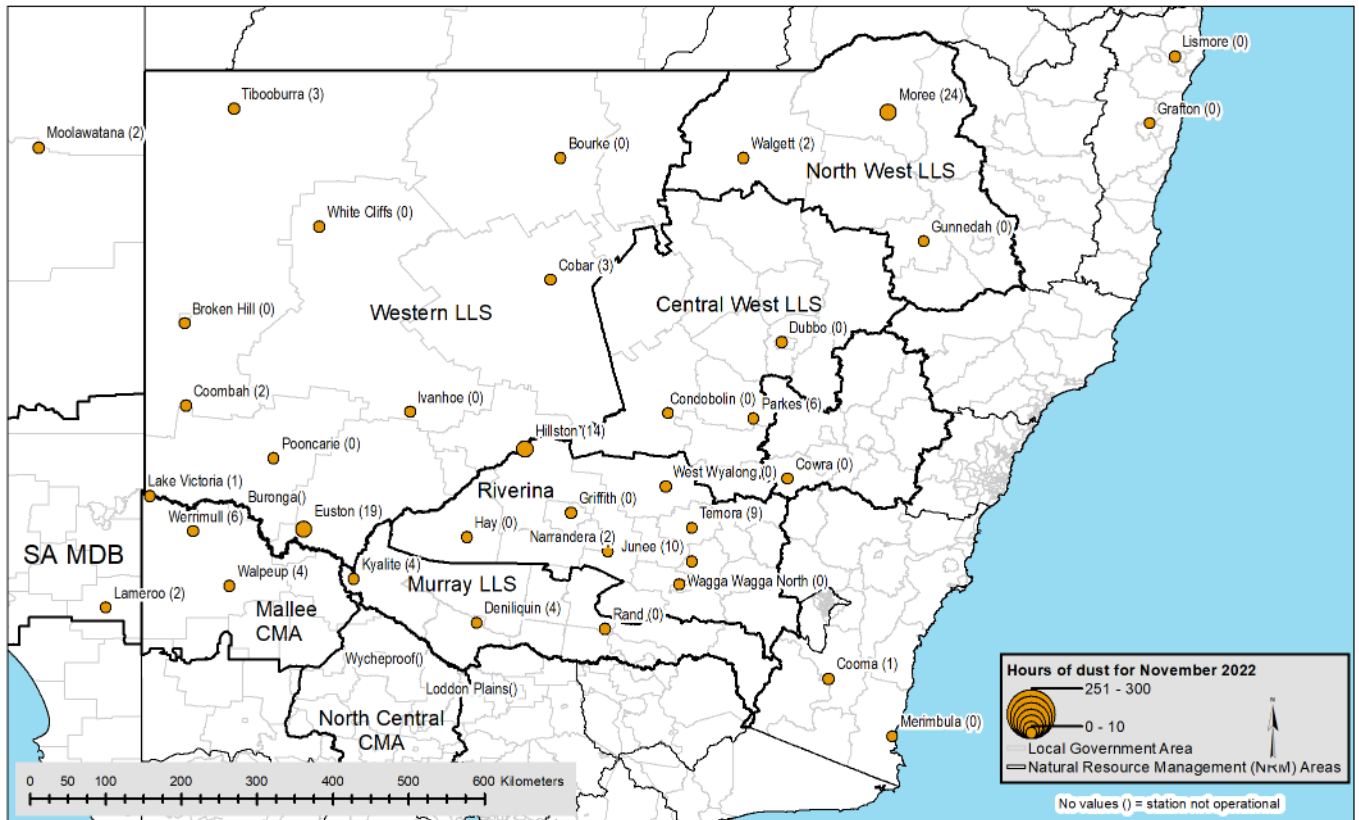 Lismore (0)
Tibooburra (3)
Moree (24)
Grafton (0)
Moolawatana (2)
Bourke (0)
Walgett (2)
North West LLS
White Cliffs (0)
Gunnedah (0)
Cobar (3)
Western LLS
Central West LLS
Broken Hill (0)
Dubbo (0)
Coombah (2)
Ivanhoe (0)
Condobolin (0)
Parkes (6)
Hillston (14)
Pooncarie (0)
West Wyalong (0)
Cowra (0)
Lake Victoria (1)
Buronga()
Riverina
Griffith (0)
Euston (19)
Temora (9)
Werrimull (6)
Hay (0)
Narrandera (2)
Junee (10)
SA MDB
Kyalite (4)
Walpeup (4)
Murray LLS
Wagga Wagga North (0)
Lameroo (2)
Mallee
CMA
Deniliquin (4)
Rand (0)
Wycheproof()
Loddon Plains()
Cooma (1)
North Central
CMA
Merimbula (0)
Hours of dust for November 2022
251 - 300
0 - 10
N
Local Government Area
Natural Resource Management (NRM) Areas
No values () = station not operational
0 50 100 200 300 400 500 600 Kilometers